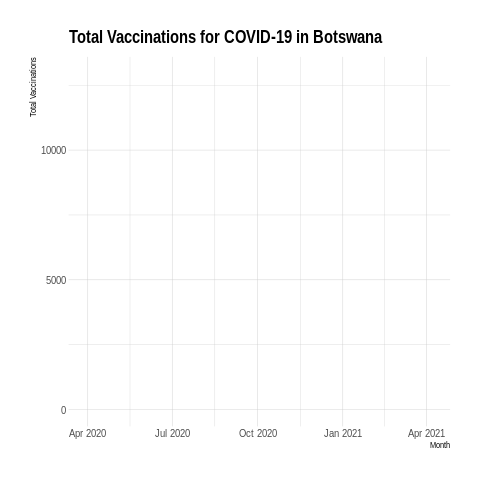 Total Vaccinations for COVID-19 in Botswana
Total Vaccinations
10000
5000
0
Apr 2020 Jul 2020 Oct 2020 Jan 2021 Apr 2021
Month